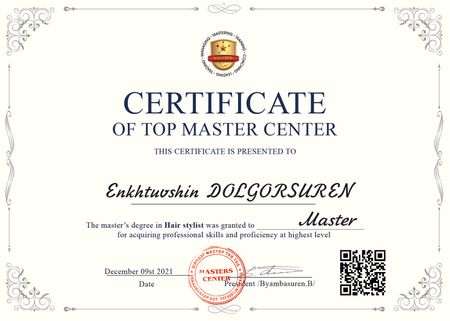 MASTER
CERTIFICATE
OF TOP MASTER CENTER
THIS CERTIFICATE IS PRESENTED TO
Enkhtuvshin DOLGORSUREN
The master's degree in Hair stylist was granted to Master
for acquiring professional skills and proficiency at highest level
December 09st 2021
Date
MASTERS
CENTER
President /Byambasuren.B/